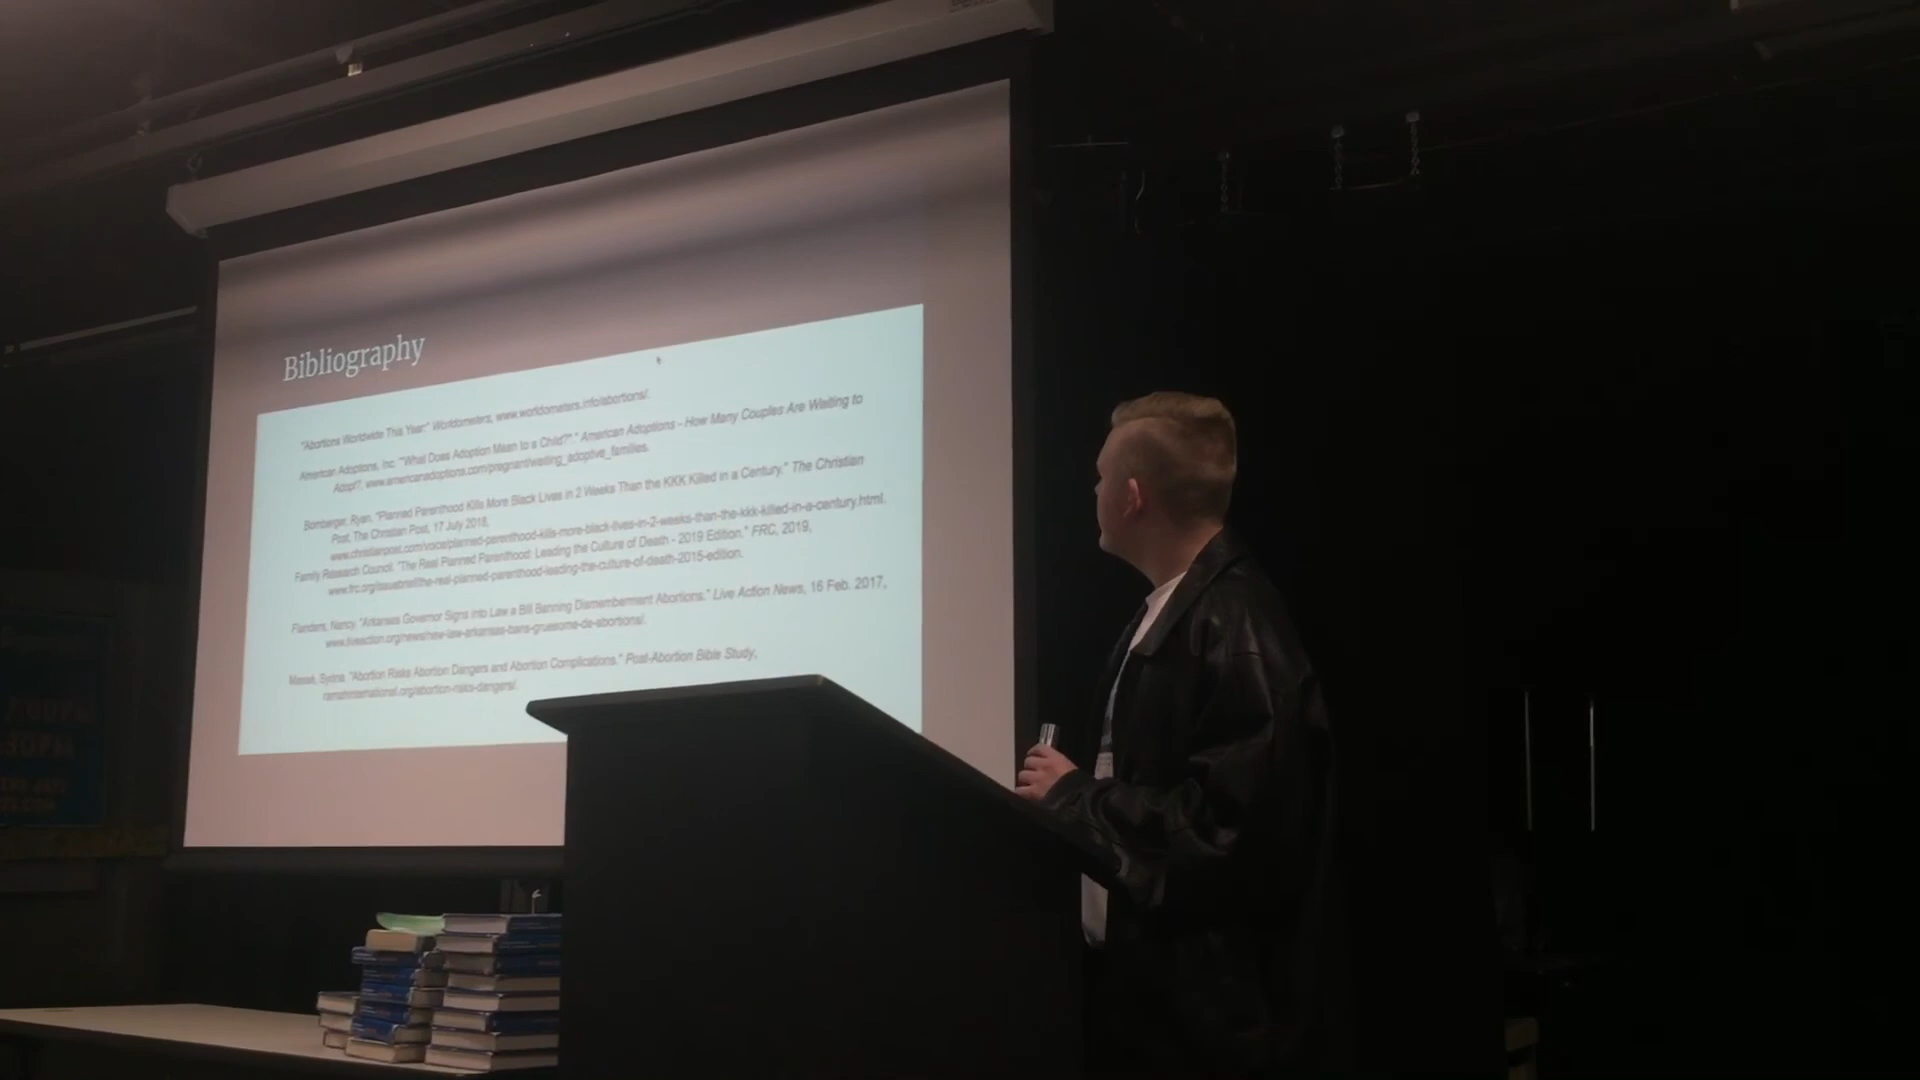 Bibliography
"Abortions Worldwide This Year." Worldometers, www.worldometers.info/abortions/.
American Adoptions, Inc. "'What Does Adoption Mean to a Child?'." American Adoptions - How Many Couples Are Waiting to
Adopt?, www.americanadoptions.com/pregnant/waiting_adoptive_families.
Bomberger, Ryan. "Planned Parenthood Kills More Black Lives in 2 Weeks Than the KKK Killed in a Century." The Christian
Post, The Christian Post, 17 July 2018,
www.christianpost.com/voice/planned-parenthood-kills-more-black-lives-in-2-weeks-than-the-kkk-killed-in-a-century.html.
Family Research Council. "The Real Planned Parenthood: Leading the Culture of Death - 2019 Edition." FRC, 2019,
www.frc.org/issuebrief/the-real-planned-parenthood-leading-the-culture-of-death-2015-edition.
Flanders, Nancy. "Arkansas Governor Signs into Law a Bill Banning Dismemberment Abortions." Live Action News, 16 Feb. 2017,
www.liveaction.org/news/new-law-arkansas-bans-gruesome-de-abortions/.
"Abortion Risks Abortion Dangers and Abortion Complications." Post-Abortion Bible Study,
ramahinternational.org/abortion-risks-dangers/.